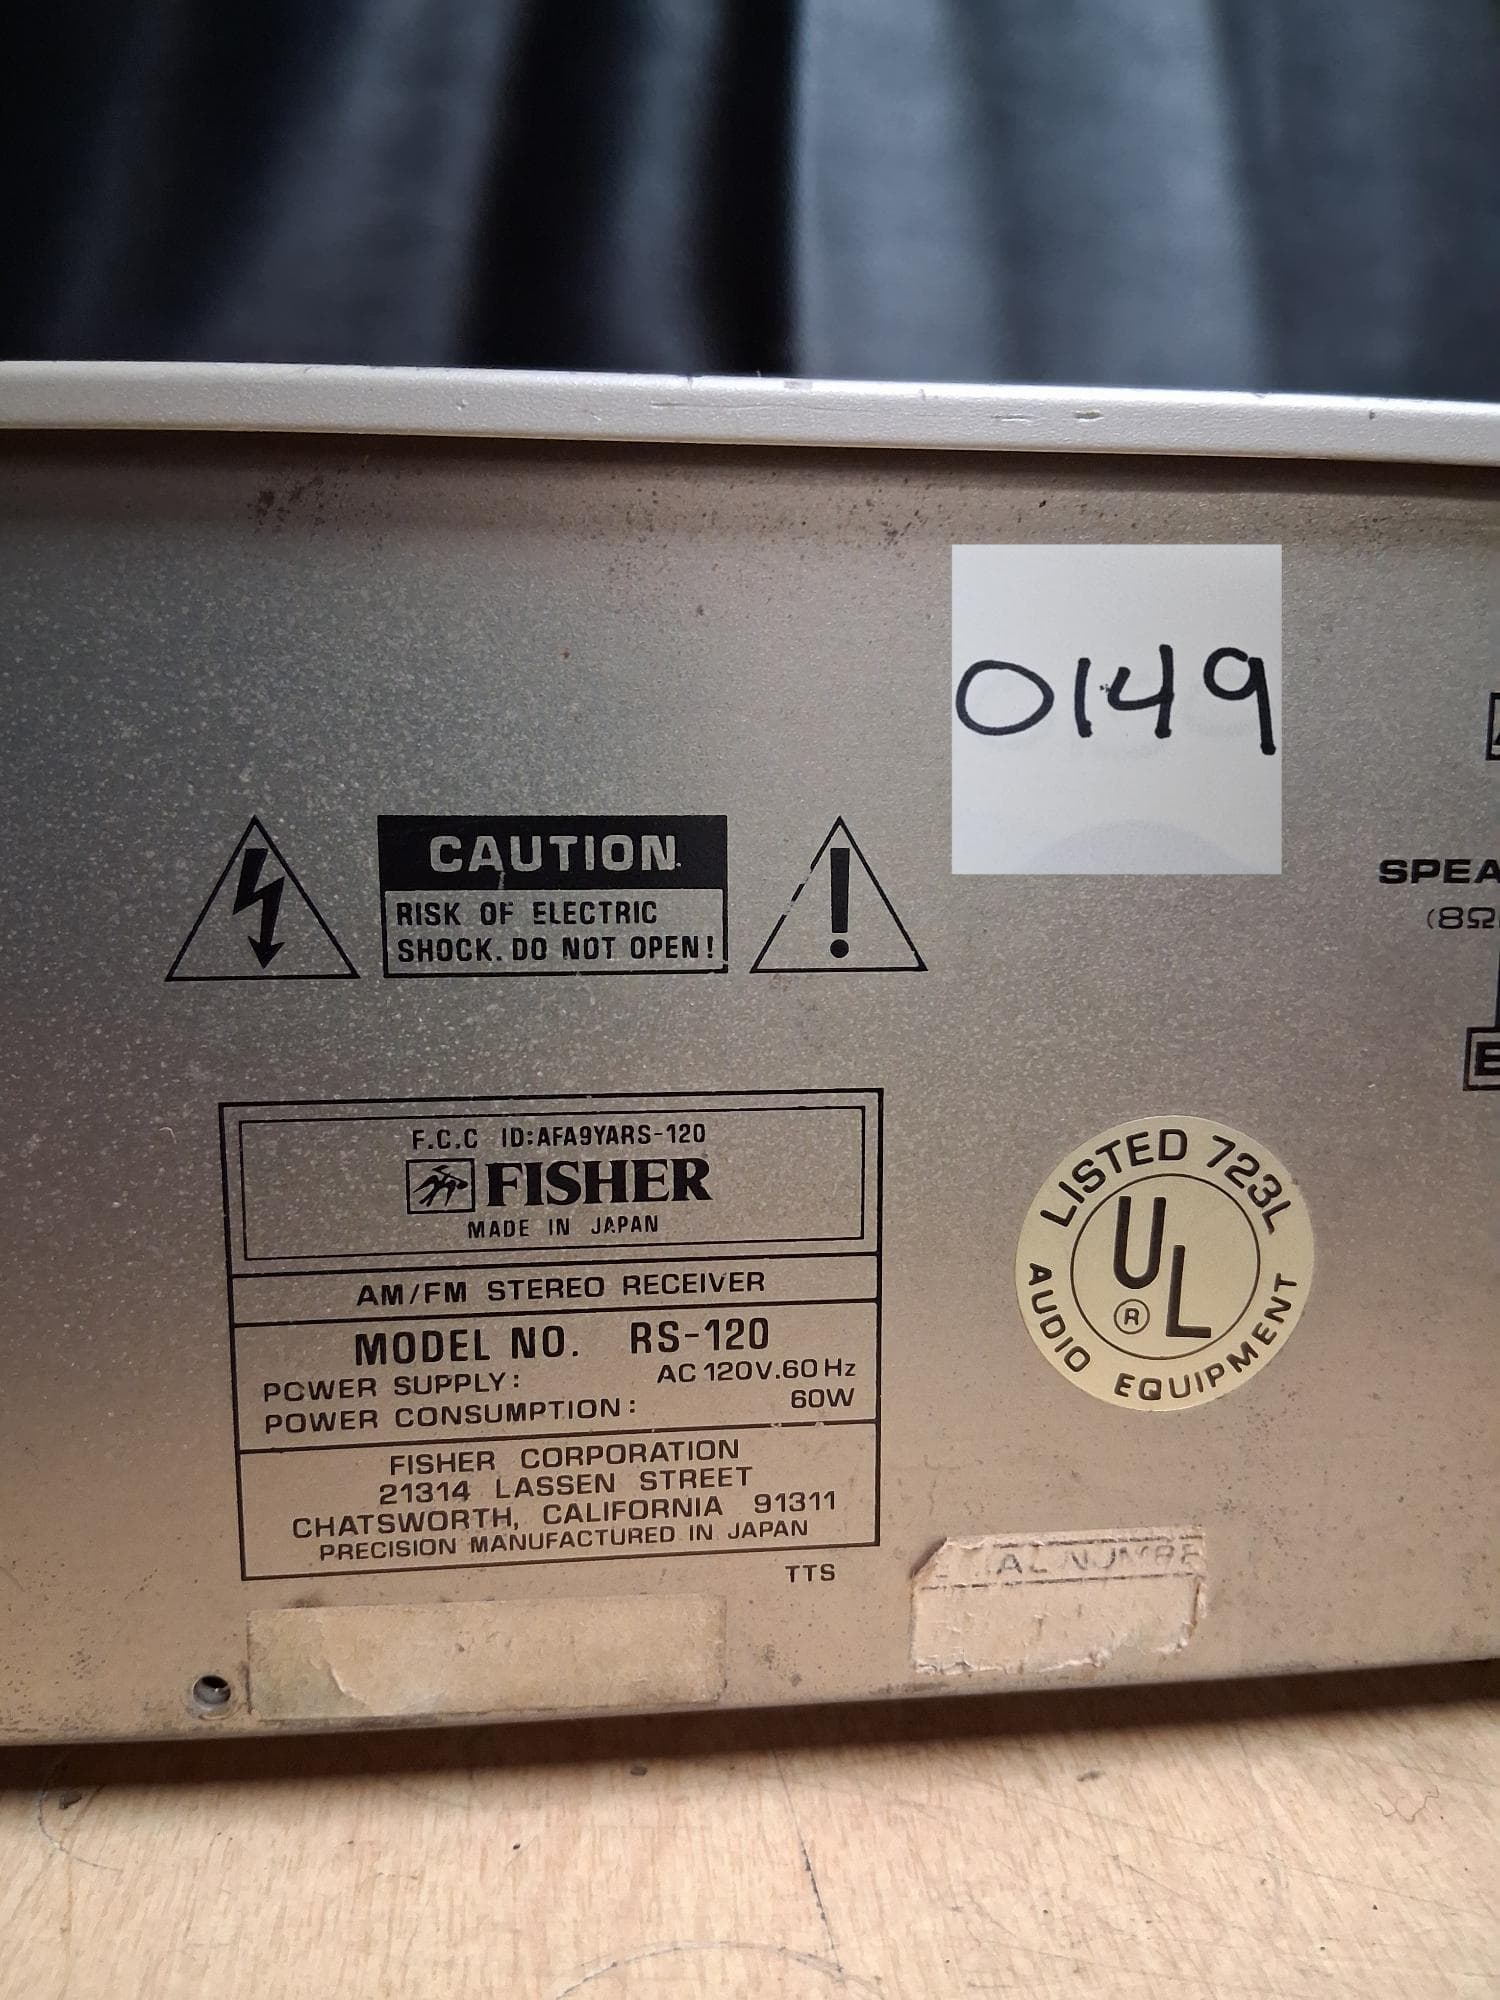 0149
CAUTION
RISK OF ELECTRIC
SHOCK. DO NOT OPEN!
(8Ω
F.C.C ID:AFA9YARS-120
FISHER
MADE IN JAPAN
AM/FM STEREO RECEIVER
MODEL NO. RS-120
POWER SUPPLY: AC 120V.60Hz
POWER CONSUMPTION: 60W
FISHER CORPORATION
21314 LASSEN STREET
CHATSWORTH, CALIFORNIA 91311
PRECISION MANUFACTURED IN JAPAN
TTS
LISTED 723L
UL
®
AUDIO EQUIPMENT